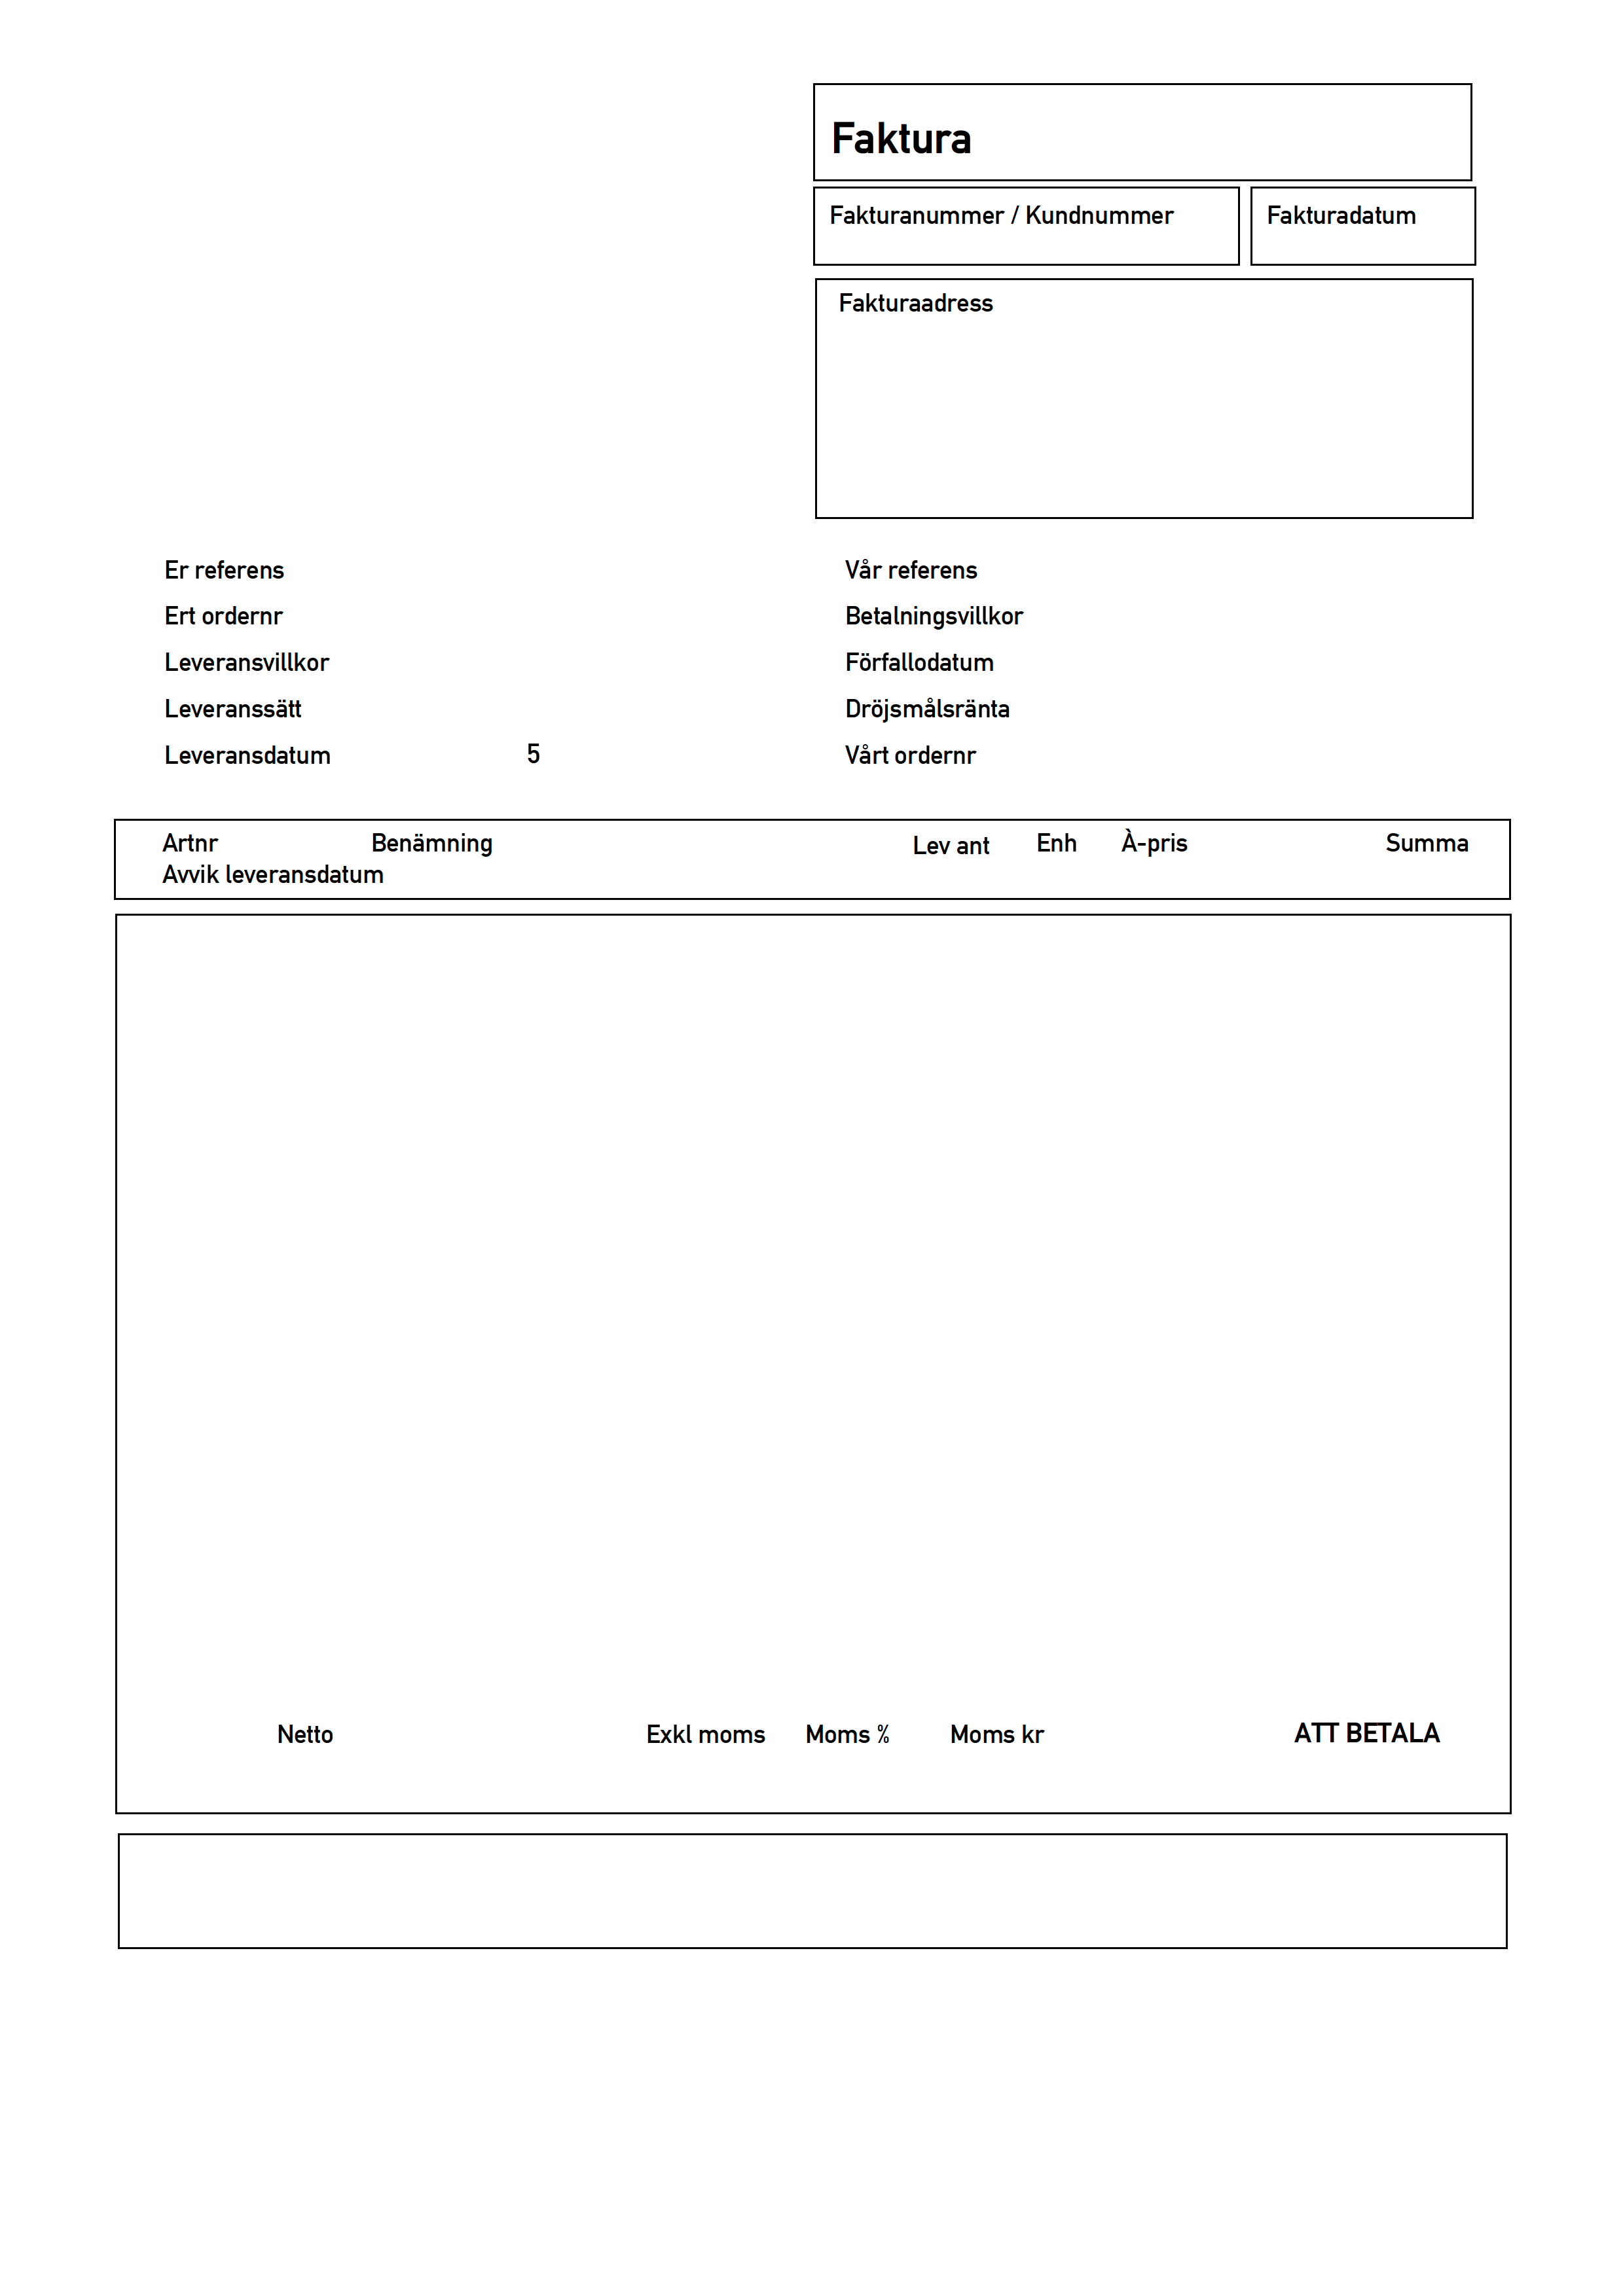 Faktura
Fakturanummer / Kundnummer Fakturadatum
Fakturaadress
Er referens Vår referens
Ert ordernr Betalningsvillkor
Leveransvillkor Förfallodatum
Leveranssätt Dröjsmålsränta
Leveransdatum 5 Vårt ordernr
Artnr Benämning Lev ant Enh À-pris Summa
Avvik leveransdatum
Netto Exkl moms Moms % Moms kr ATT BETALA